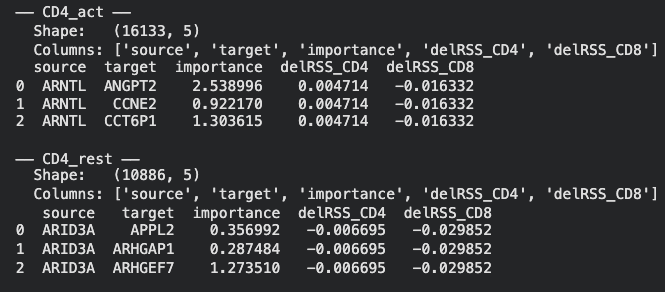 ── CD4_act ──
Shape: (16133, 5)
Columns: ['source', 'target', 'importance', 'delRSS_CD4', 'delRSS_CD8']
source target importance delRSS_CD4 delRSS_CD8
0 ARNTL ANGPT2 2.538996 0.004714 -0.016332
1 ARNTL CCNE2 0.922170 0.004714 -0.016332
2 ARNTL CCT6P1 1.303615 0.004714 -0.016332
── CD4_rest ──
Shape: (10886, 5)
Columns: ['source', 'target', 'importance', 'delRSS_CD4', 'delRSS_CD8']
source target importance delRSS_CD4 delRSS_CD8
0 ARID3A APPL2 0.356992 -0.006695 -0.029852
1 ARID3A ARHGAP1 0.287484 -0.006695 -0.029852
2 ARID3A ARHGEF7 1.273510 -0.006695 -0.029852